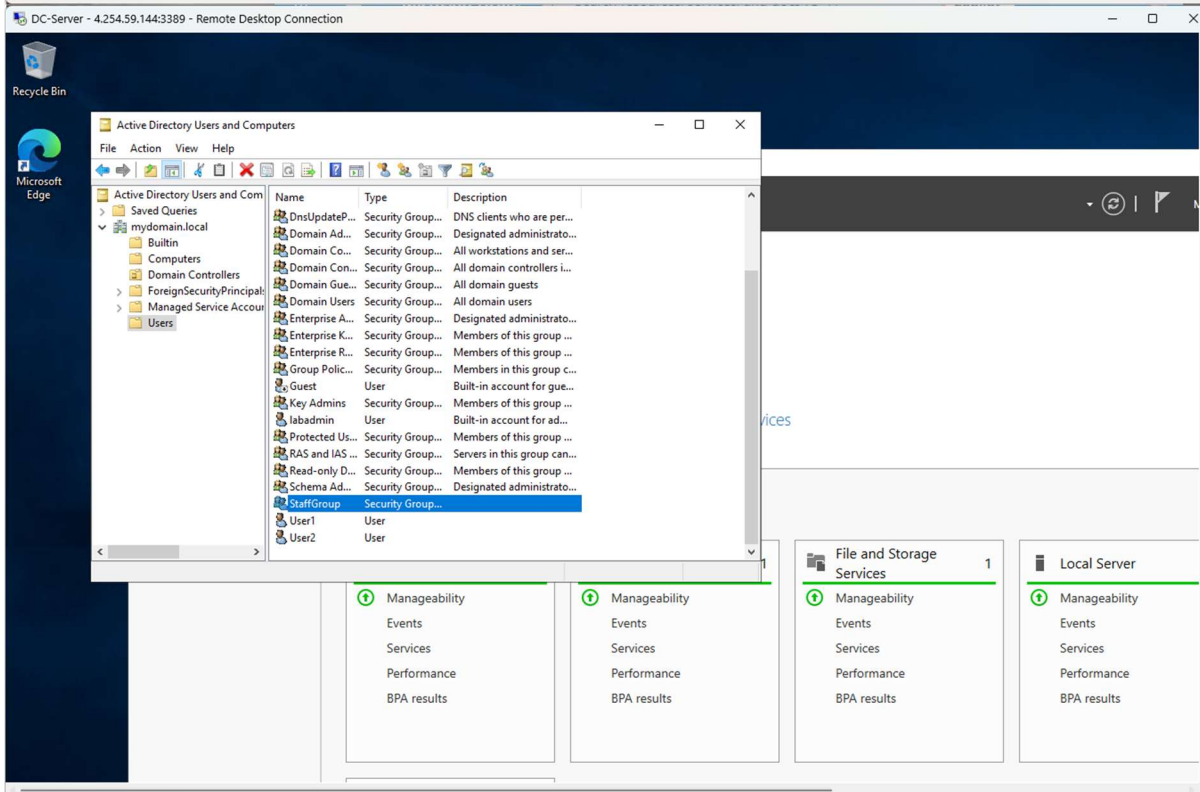 DC-Server - 4.254.59.144:3389 - Remote Desktop Connection
Recycle Bin
Microsoft
Edge
Active Directory Users and Computers
File Action View Help
Active Directory Users and Com
Saved Queries
mydomain.local
Builtin
Computers
Domain Controllers
ForeignSecurityPrincipals
Managed Service Accour
Users
Name Type Description
DnsUpdateP... Security Group... DNS clients who are per...
Domain Ad... Security Group... Designated administrato...
Domain Co... Security Group... All workstations and ser...
Domain Con... Security Group... All domain controllers i...
Domain Gue... Security Group... All domain guests
Domain Users Security Group... All domain users
Enterprise A... Security Group... Designated administrato...
Enterprise K... Security Group... Members of this group ...
Enterprise R... Security Group... Members of this group ...
Group Polic... Security Group... Members in this group c...
Guest User Built-in account for gue...
Key Admins Security Group... Members of this group ...
labadmin User Built-in account for ad...
Protected Us... Security Group... Members of this group ...
RAS and IAS ... Security Group... Servers in this group can...
Read-only D... Security Group... Members of this group ...
Schema Ad... Security Group... Designated administrato...
StaffGroup Security Group...
User1 User
User2 User
vices
1
File and Storage
Services 1
Local Server
Manageability
Events
Services
Performance
BPA results
Manageability
Events
Services
Performance
BPA results
Manageability
Events
Services
Performance
BPA results
Manageability
Events
Services
Performance
BPA results